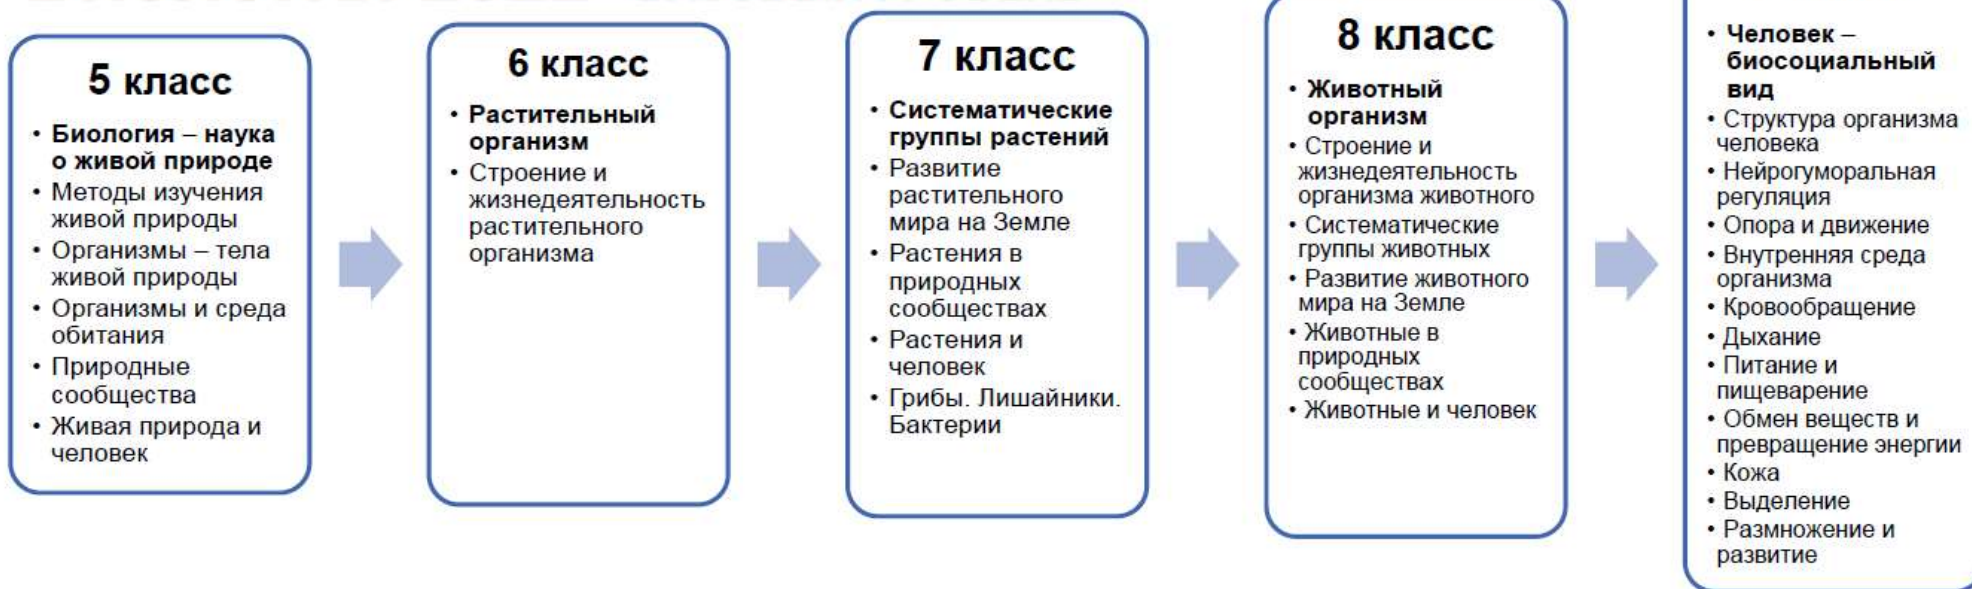 5 класс
• Биология – наука
о живой природе
• Методы изучения
живой природы
• Организмы – тела
живой природы
• Организмы и среда
обитания
• Природные
сообщества
• Живая природа и
человек
6 класс
• Растительный
организм
• Строение и
жизнедеятельность
растительного
организма
7 класс
• Систематические
группы растений
• Развитие
растительного
мира на Земле
• Растения в
природных
сообществах
• Растения и
человек
• Грибы. Лишайники.
Бактерии
8 класс
• Животный
организм
• Строение и
жизнедеятельность
организма животного
• Систематические
группы животных
• Развитие животного
мира на Земле
• Животные в
природных
сообществах
• Животные и человек
• Человек –
биосоциальный
вид
• Структура организма
человека
• Нейрогуморальная
регуляция
• Опора и движение
• Внутренняя среда
организма
• Кровообращение
• Дыхание
• Питание и
пищеварение
• Обмен веществ и
превращение энергии
• Кожа
• Выделение
• Размножение и
развитие